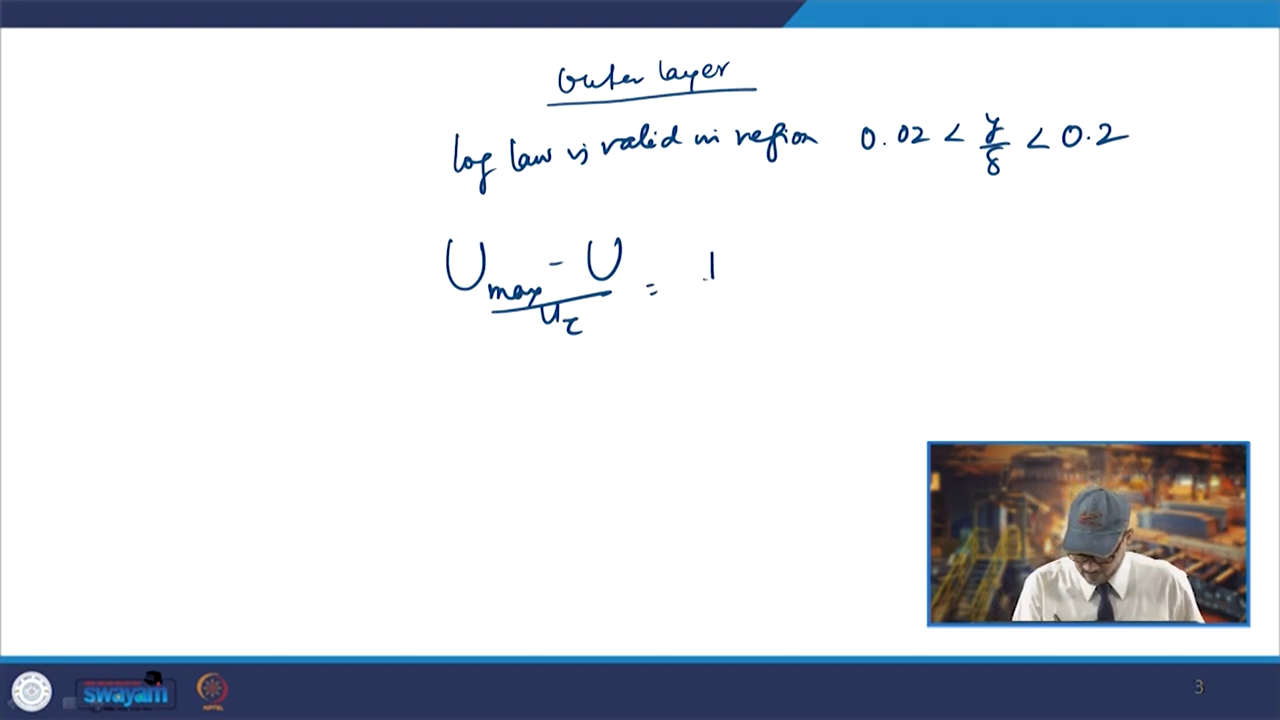 Outer layer
log law is valid in region 0.02 < y/δ < 0.2
(U_max - U)/u_τ = 1
swayam
3